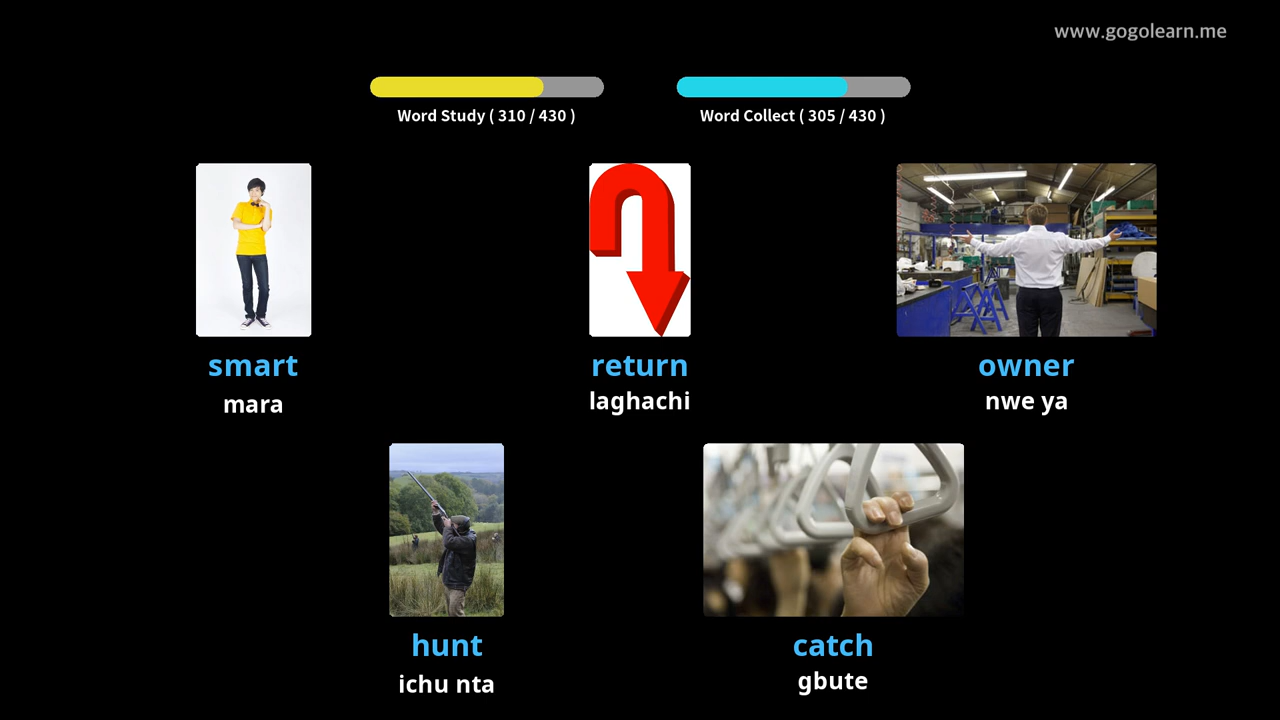 www.gogolearn.me
Word Study ( 310 / 430 )
Word Collect ( 305 / 430 )
smart
mara
return
laghachi
owner
nwe ya
hunt
ichu nta
catch
gbute